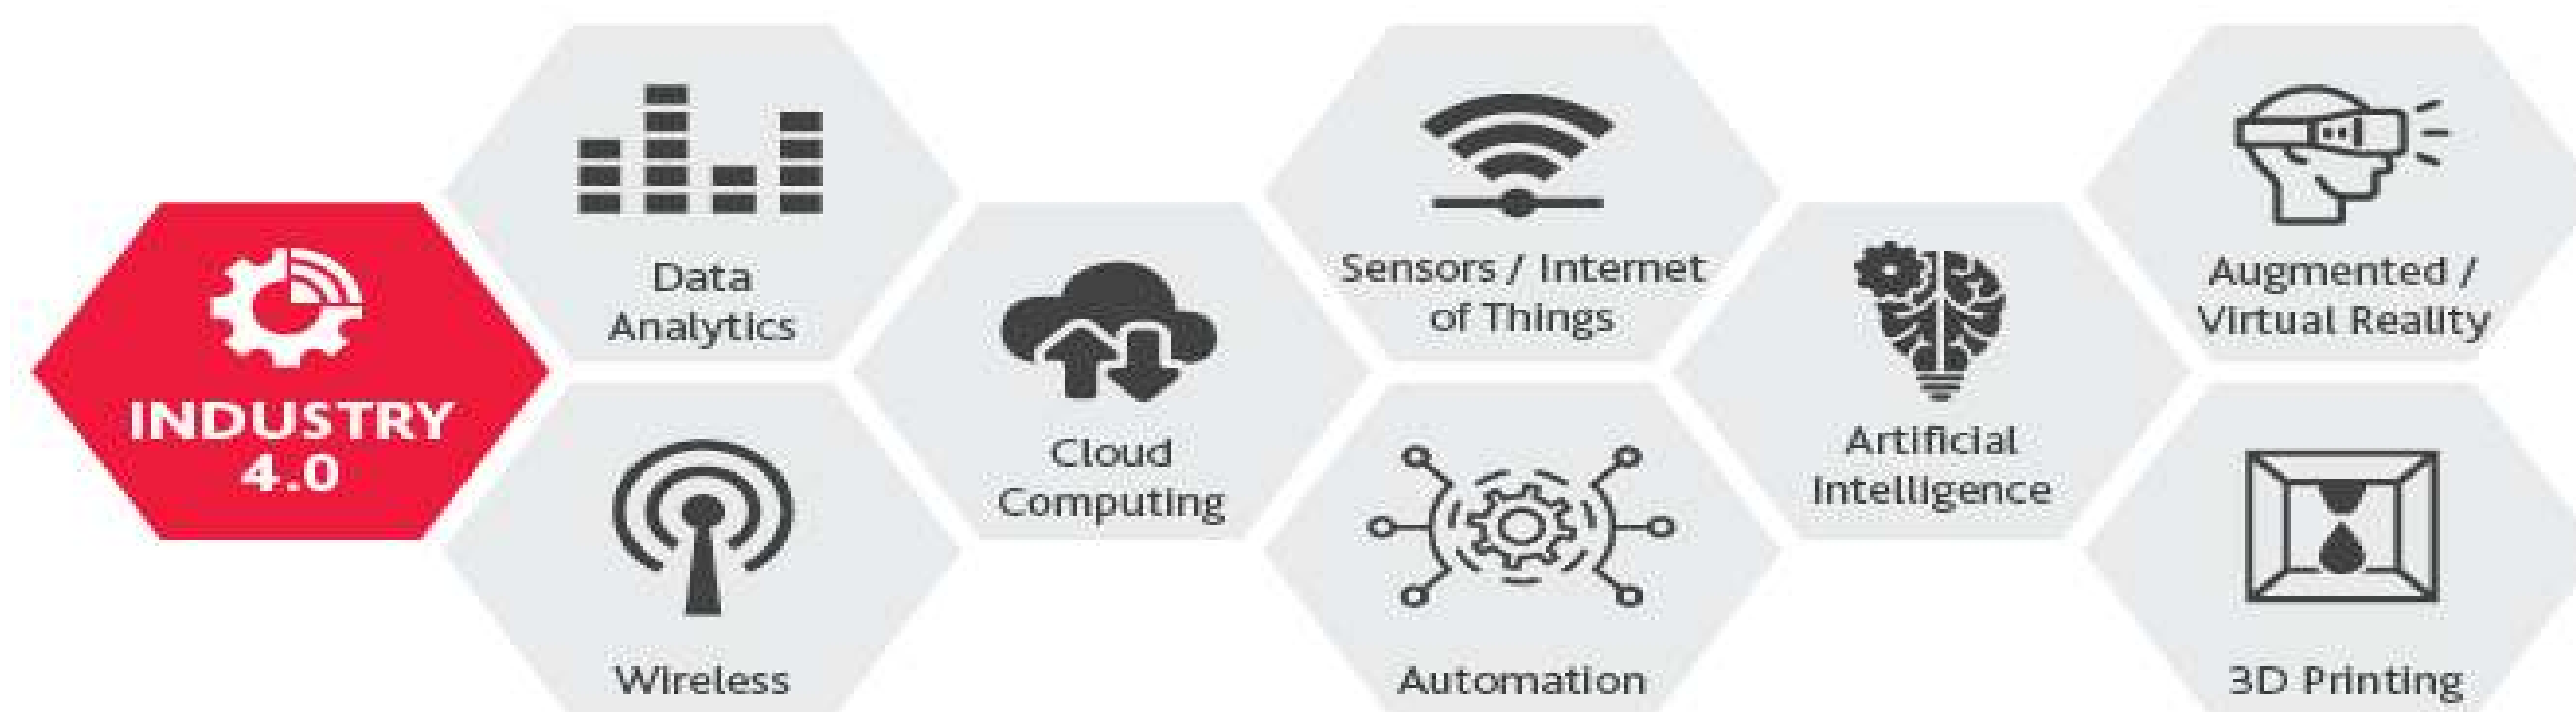 INDUSTRY
4.0
Data
Analytics
Wireless
Cloud
Computing
Sensors / Internet
of Things
Automation
Artificial
Intelligence
Augmented /
Virtual Reality
3D Printing